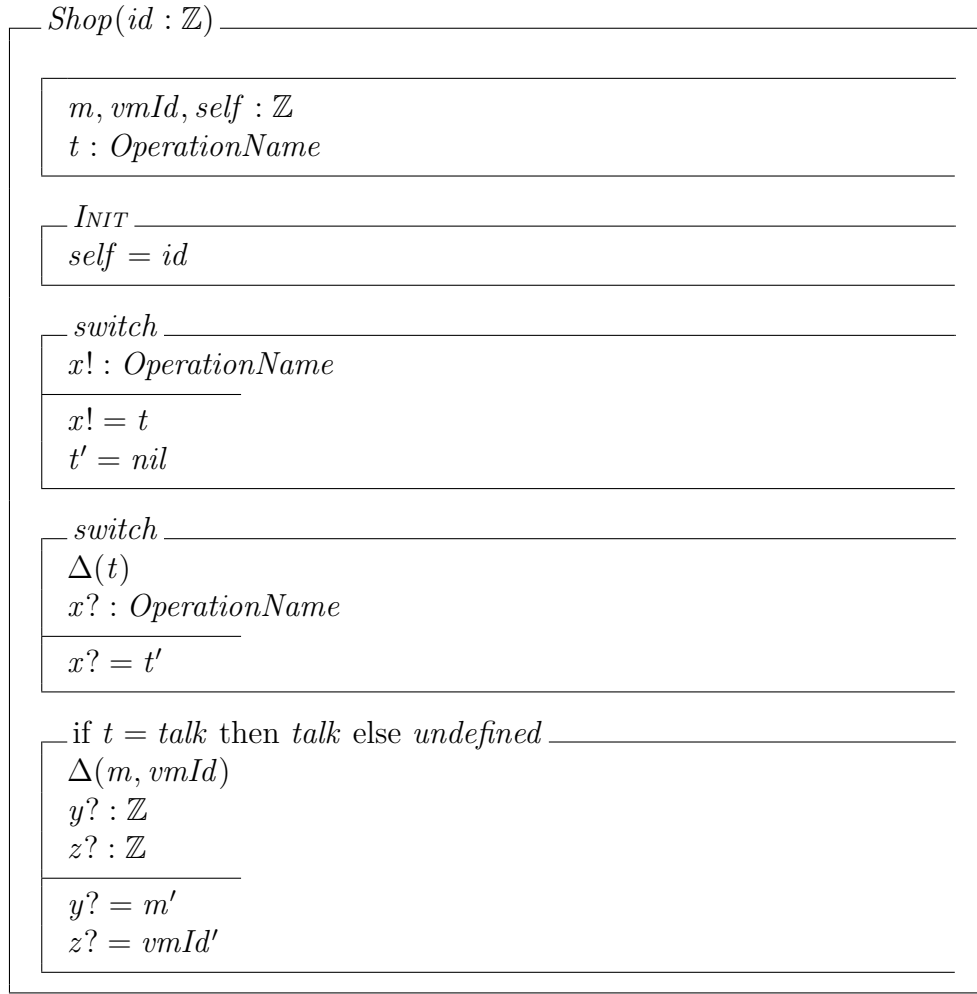 Shop(id : ℤ)
m, vmId, self : ℤ
t : OperationName
INIT
self = id
switch
x! : OperationName
x! = t
t′ = nil
switch
Δ(t)
x? : OperationName
x? = t′
if t = talk then talk else undefined
Δ(m, vmId)
y? : ℤ
z? : ℤ
y? = m′
z? = vmId′